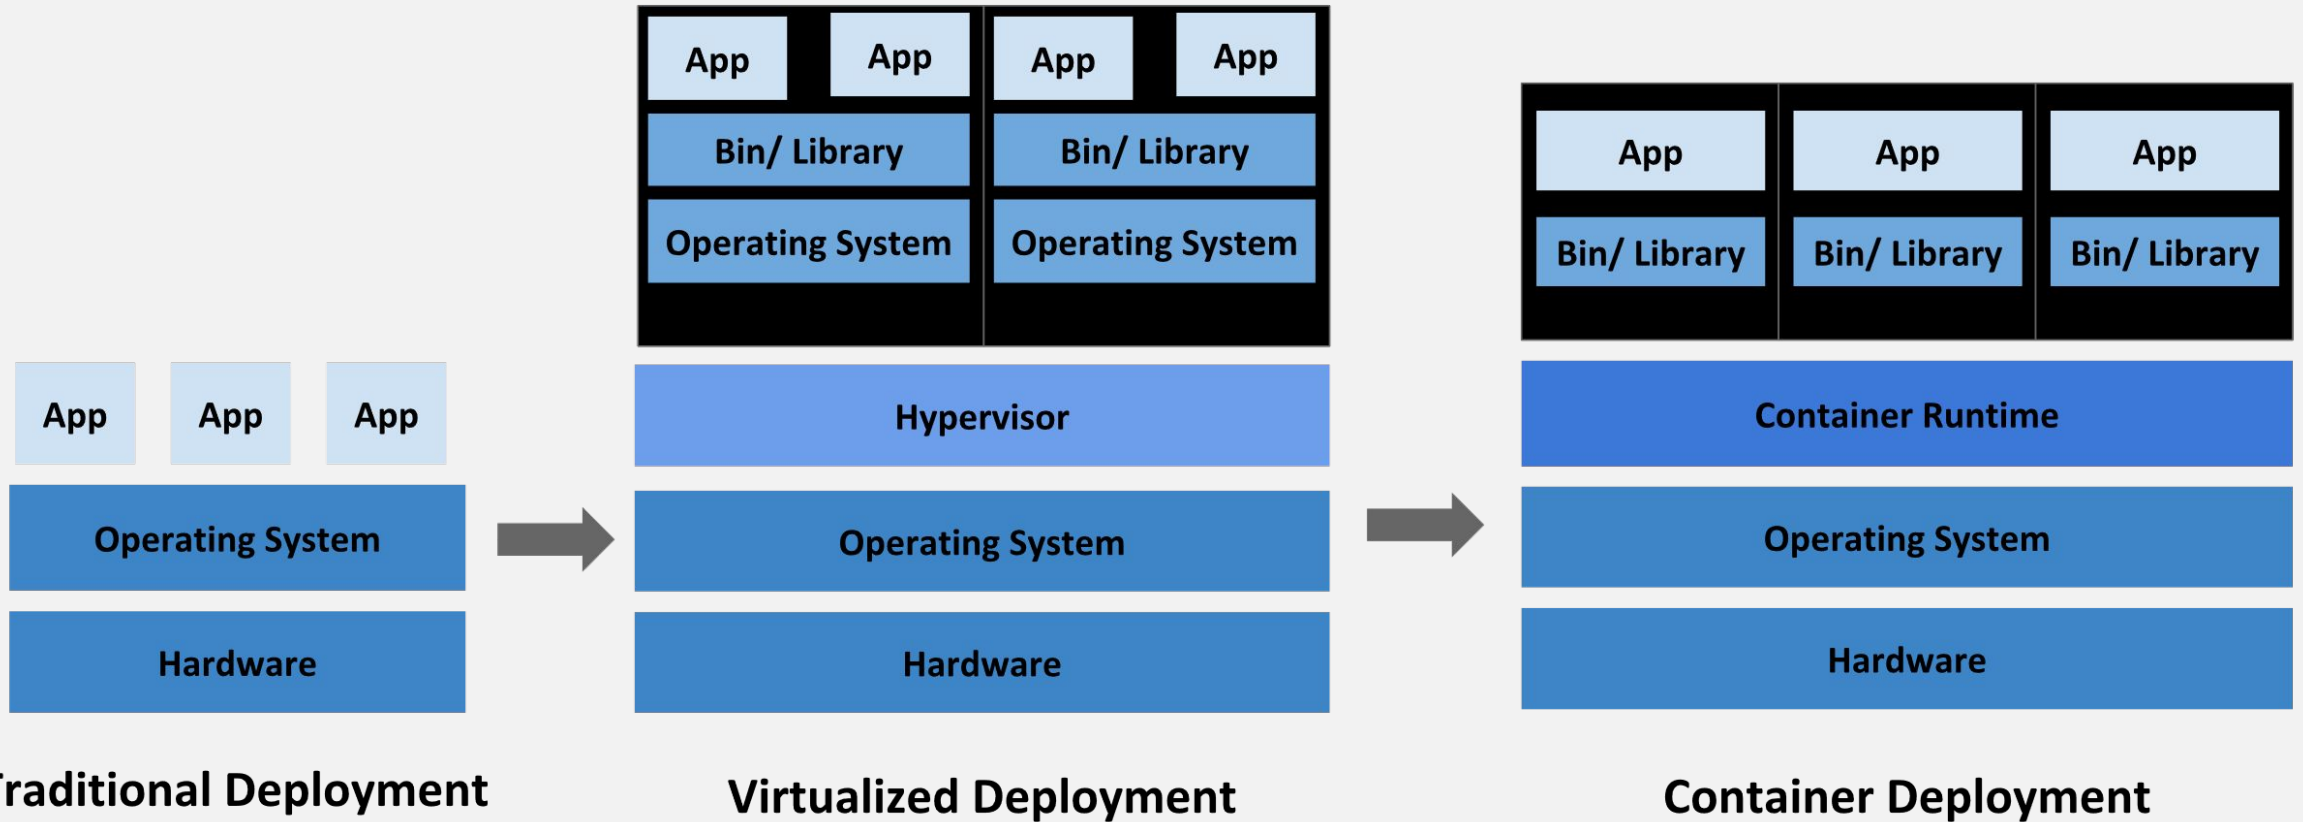 App App App
Operating System
Hardware
Traditional Deployment
App App App App
Bin/ Library Bin/ Library
Operating System Operating System
Hypervisor
Operating System
Hardware
Virtualized Deployment
App App App
Bin/ Library Bin/ Library Bin/ Library
Container Runtime
Operating System
Hardware
Container Deployment